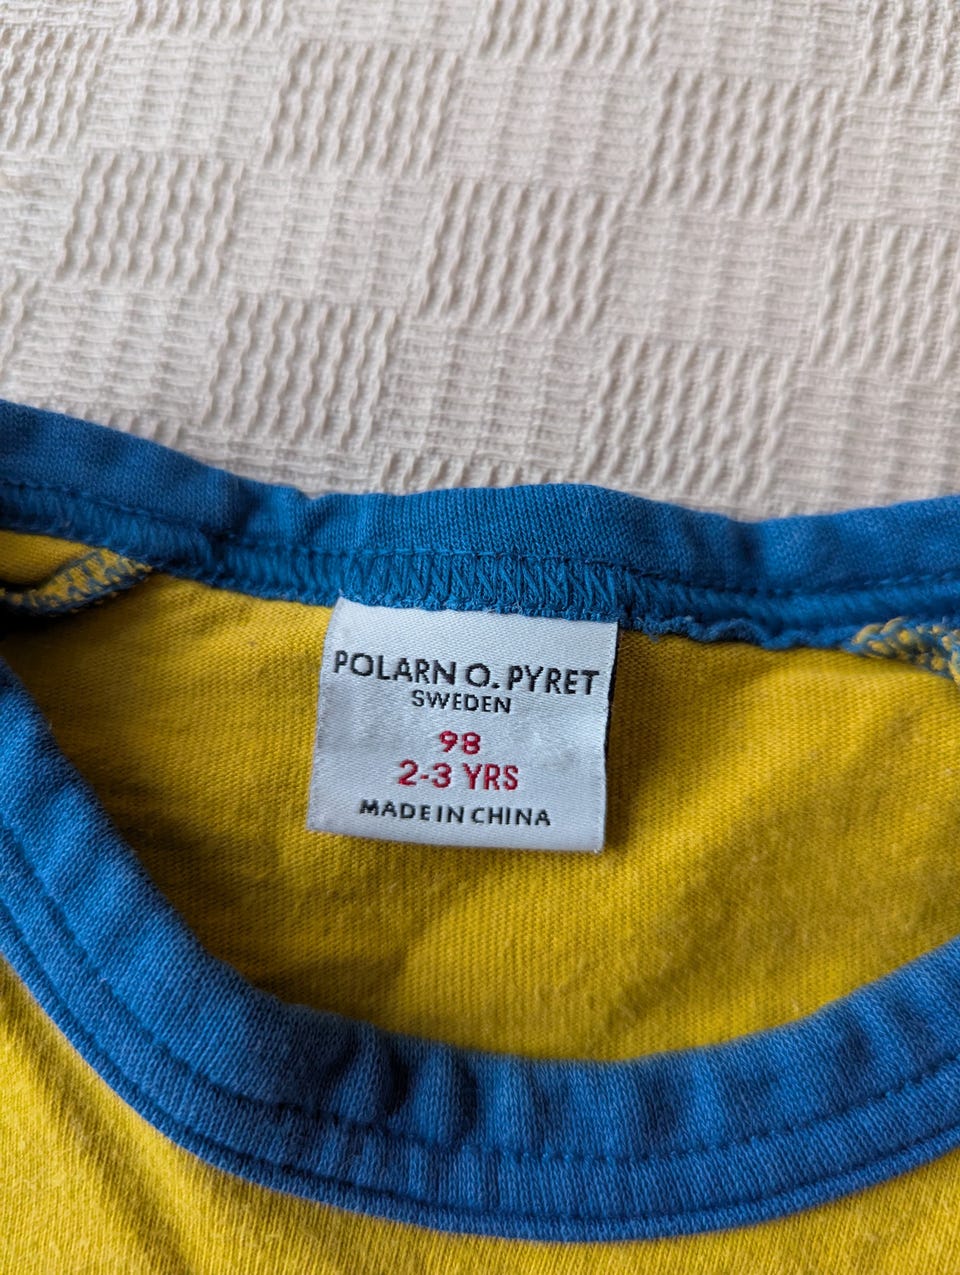 POLARN O. PYRET
SWEDEN
98
2-3 YRS
MADE IN CHINA